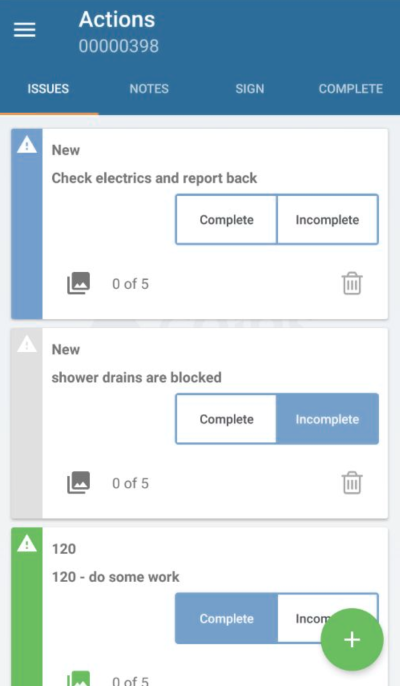 Actions
00000398
ISSUES NOTES SIGN COMPLETE
New
Check electrics and report back
Complete Incomplete
0 of 5
New
shower drains are blocked
Complete Incomplete
0 of 5
120
120 - do some work
Complete Incom
+
0 of 5